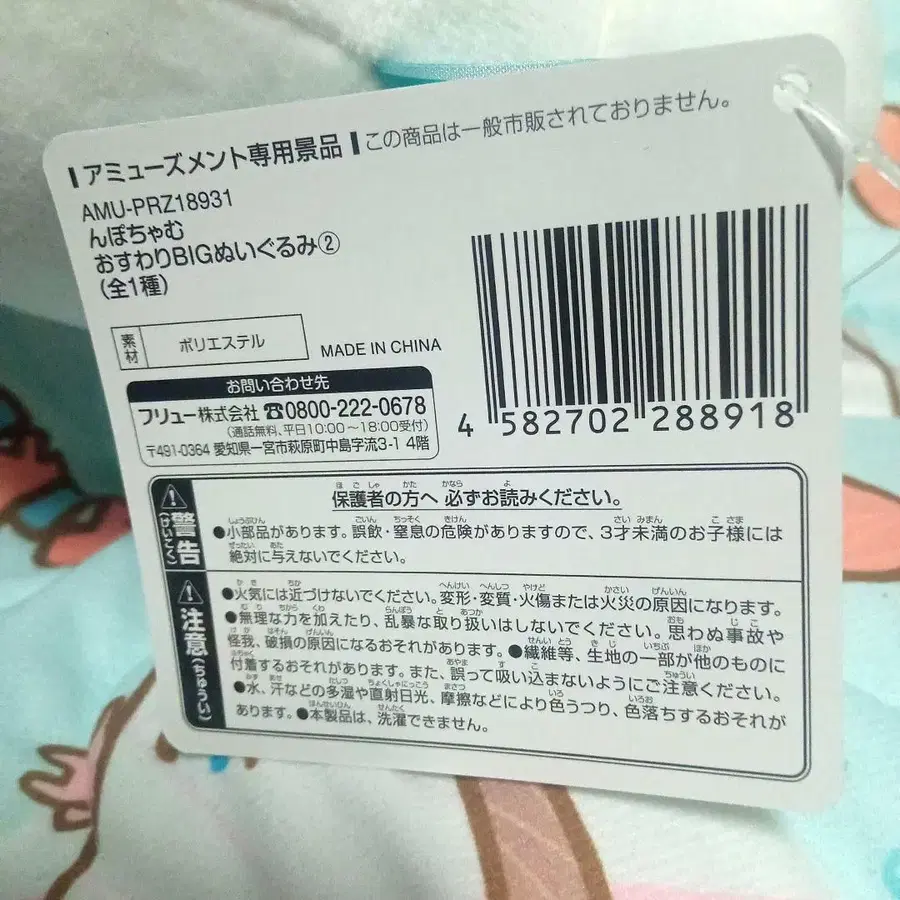 アミューズメント専用景品 この商品は一般市販されておりません。
AMU-PRZ18931
んぽちゃむ
おすわりBIGぬいぐるみ②
(全1種)
素材 ポリエステル
MADE IN CHINA
4 582702 288918
お問い合わせ先
フリュー株式会社 ☎0800-222-0678
(通話無料、平日10:00~18:00受付)
〒491-0364 愛知県一宮市萩原町中島字流3-1 4階
警告(けいこく)
保護者の方へ 必ずお読みください。
●小部品があります。誤飲・窒息の危険がありますので、3才未満のお子様には
絶対に与えないでください。
注意(ちゅうい)
●火気には近づけないでください。変形・変質・火傷または火災の原因になります。
●無理な力を加えたり、乱暴な取り扱いはしないでください。思わぬ事故や
怪我、破損の原因になるおそれがあります。●繊維等、生地の一部が他のものに
付着するおそれがあります。また、誤って吸い込まないようにご注意ください。
●水、汗などの多湿や直射日光、摩擦などにより色うつり、色落ちするおそれが
あります。●本製品は、洗濯できません。